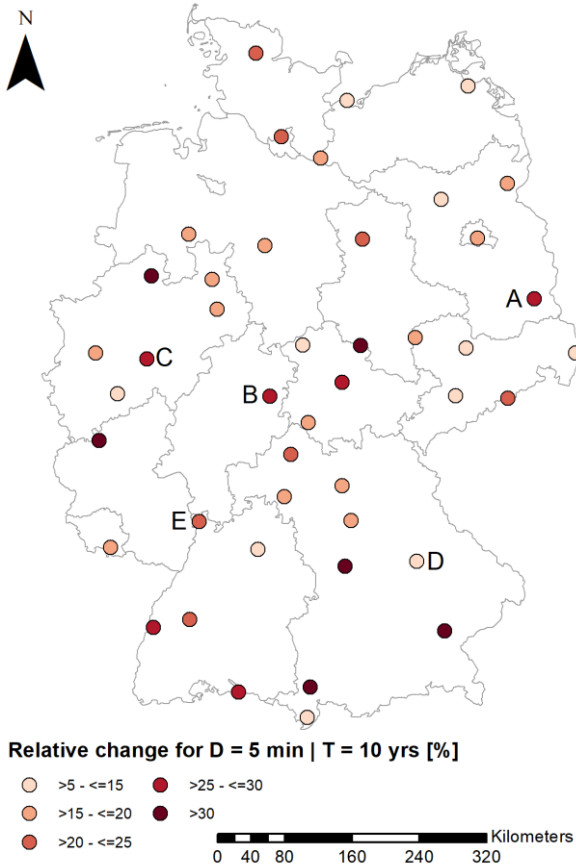 N
A
C
B
E
D
Relative change for D = 5 min | T = 10 yrs [%]
>5 - <=15
>25 - <=30
>15 - <=20
>30
>20 - <=25
Kilometers
0 40 80 160 240 320